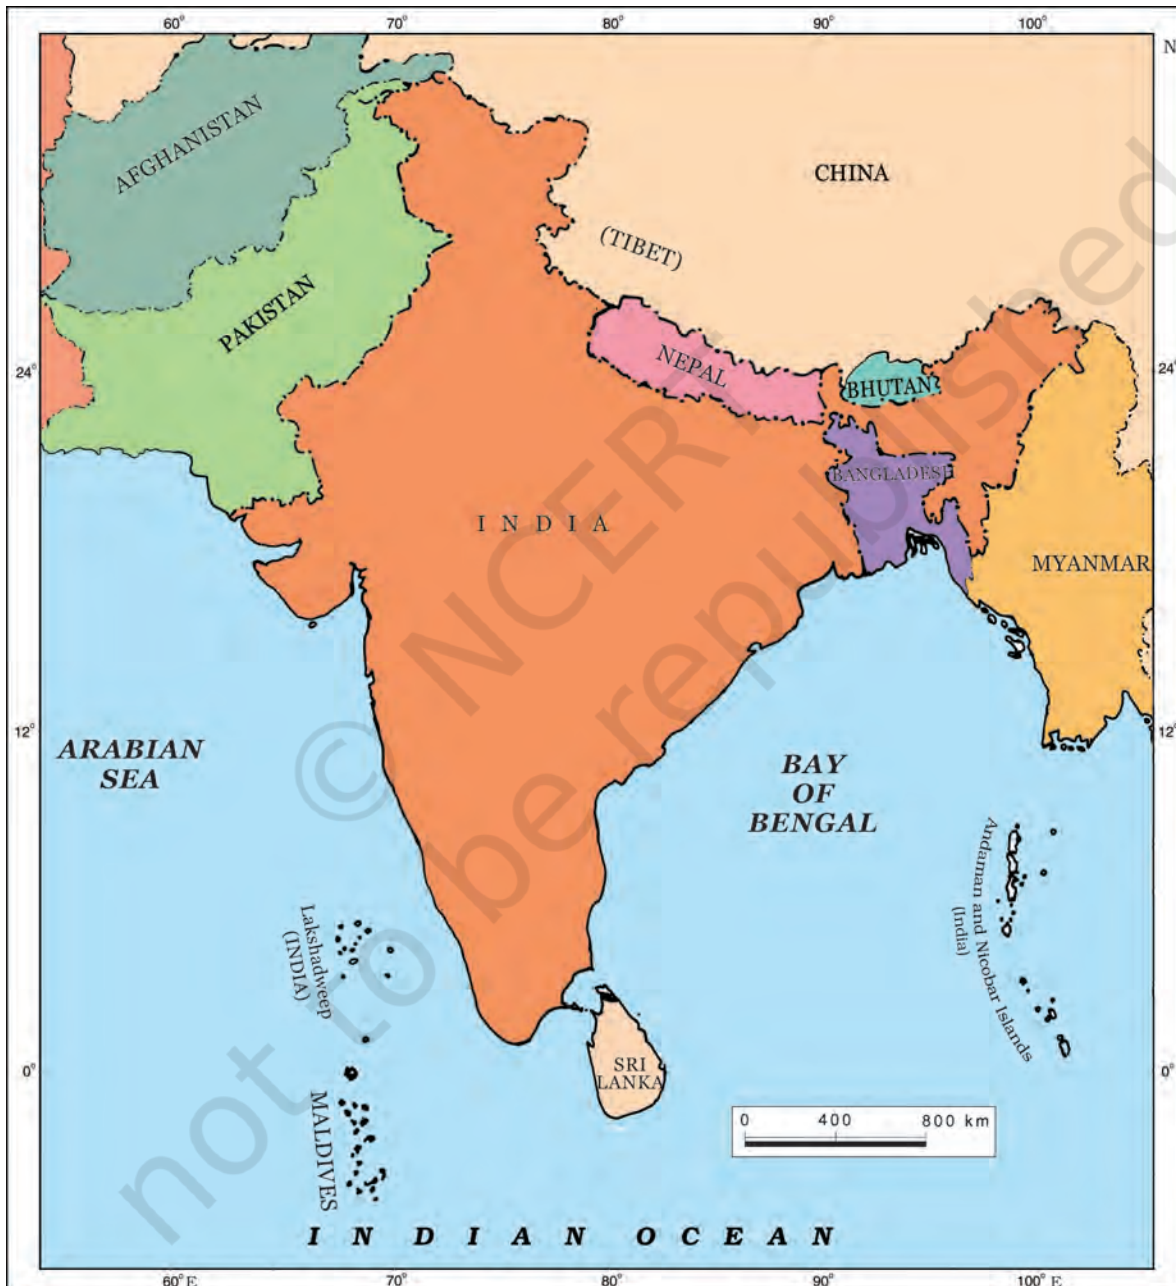 60° 70° 80° 90° 100°
N
AFGHANISTAN
CHINA
(TIBET)
PAKISTAN
24° 24°
NEPAL
BHUTAN
BANGLADESH
I N D I A
MYANMAR
12° 12°
ARABIAN
SEA
BAY
OF
BENGAL
Andaman and Nicobar Islands
(India)
Lakshadweep
(INDIA)
0° 0°
SRI
LANKA
MALDIVES
0 400 800 km
I N D I A N O C E A N
60° E 70° 80° 90° 100° E
© NCERT
not to be republished